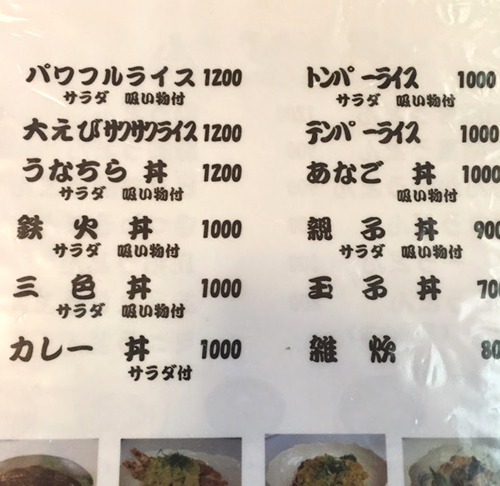 パワフルライス 1200
サラダ 吸い物付
大えびサクサクライス 1200
うなちら 丼 1200
サラダ 吸い物付
鉄火丼 1000
サラダ 吸い物付
三色丼 1000
サラダ 吸い物付
カレー 丼 1000
サラダ付
トンパーライス 1000
サラダ 吸い物付
テンパーライス 1000
あなご 丼 1000
吸い物付
親子丼 900
サラダ 吸い物付
玉子丼 700
雑炊 80